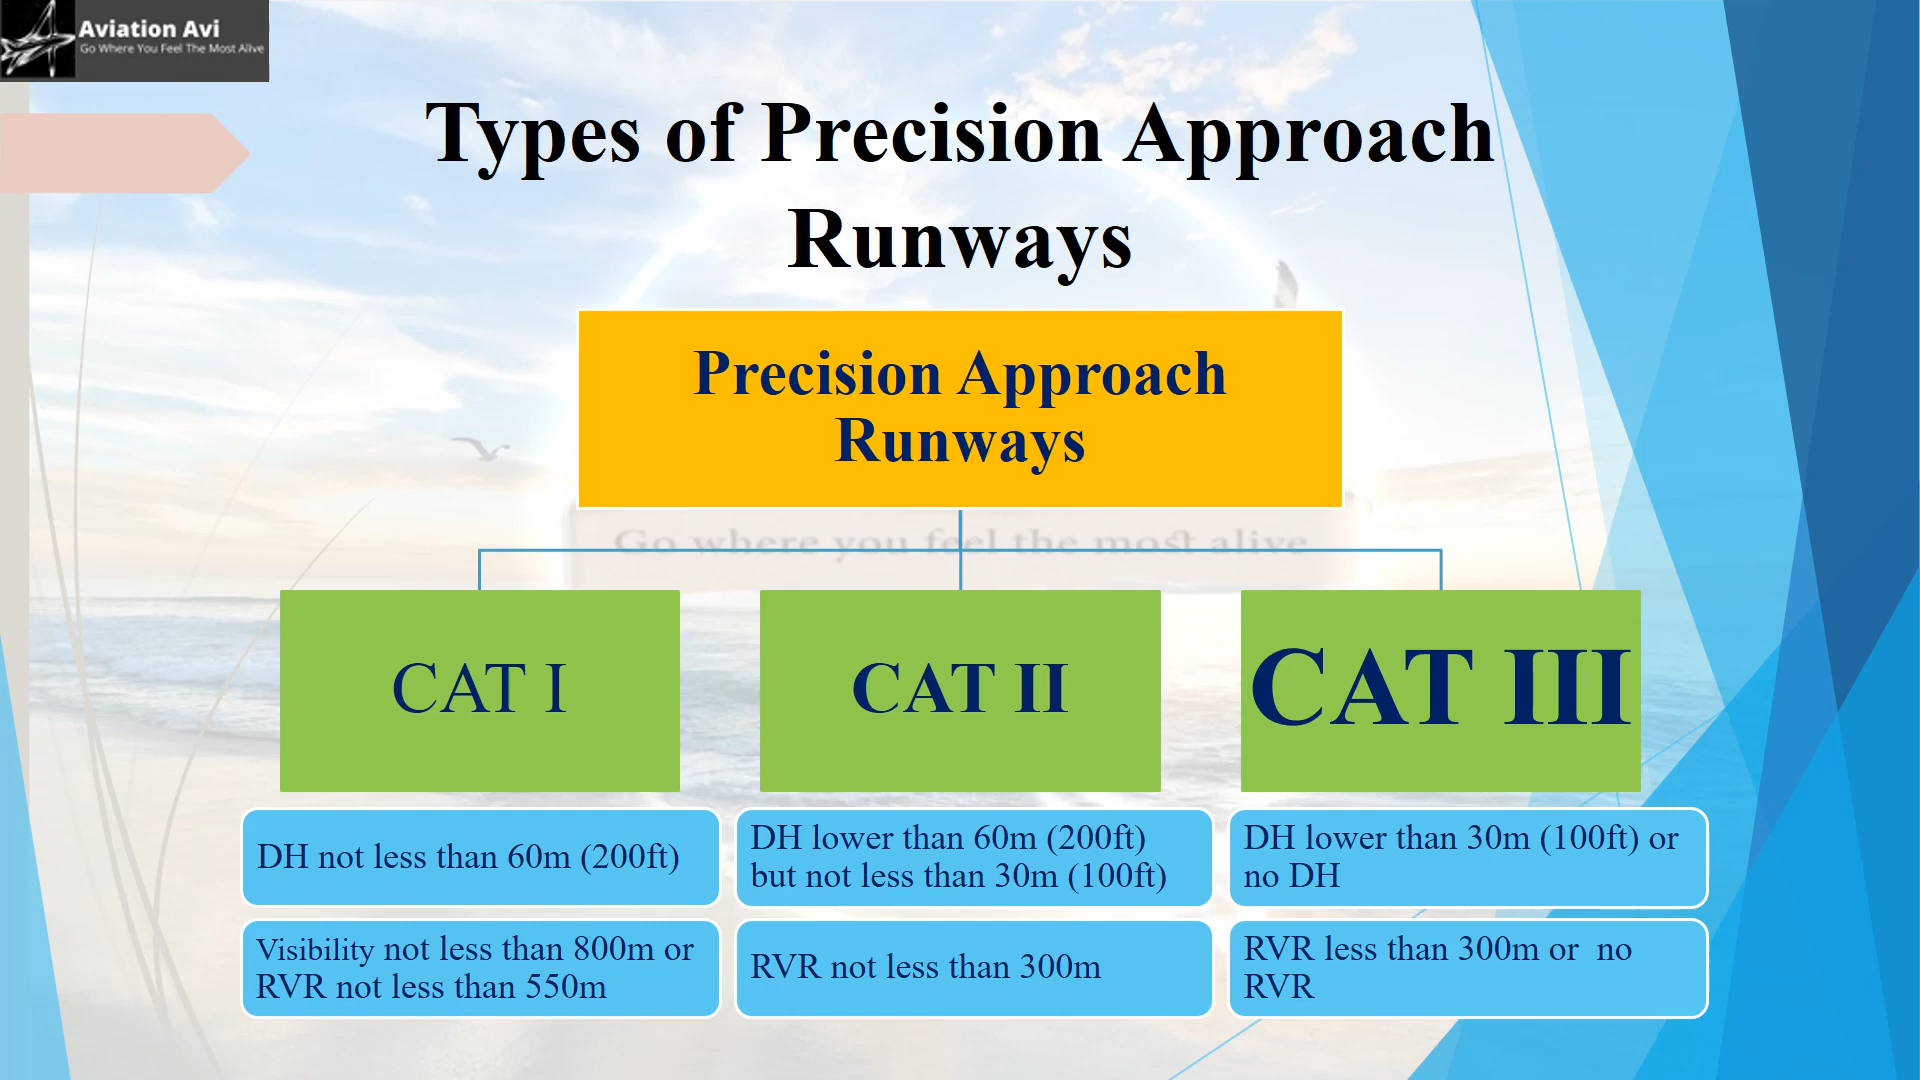 Aviation Avi
Go Where You Feel The Most Alive
Types of Precision Approach
Runways
Precision Approach
Runways
Go where you feel the most alive
CAT I
CAT II
CAT III
DH not less than 60m (200ft)
DH lower than 60m (200ft)
but not less than 30m (100ft)
DH lower than 30m (100ft) or
no DH
Visibility not less than 800m or
RVR not less than 550m
RVR not less than 300m
RVR less than 300m or  no
RVR